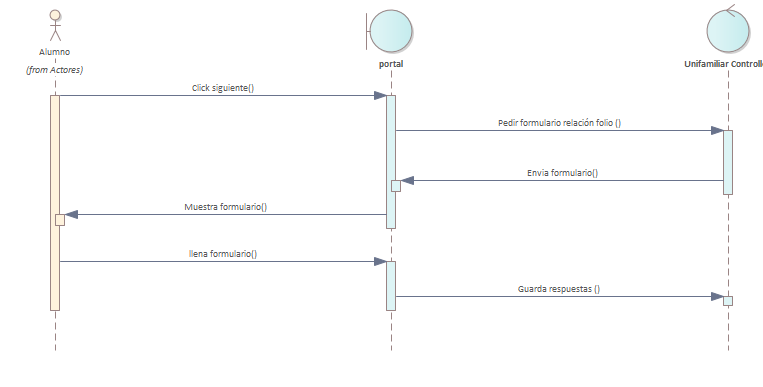 Alumno
(from Actores)
portal
Unifamiliar Controll
Click siguiente()
Pedir formulario relación folio ()
Envia formulario()
Muestra formulario()
llena formulario()
Guarda respuestas ()